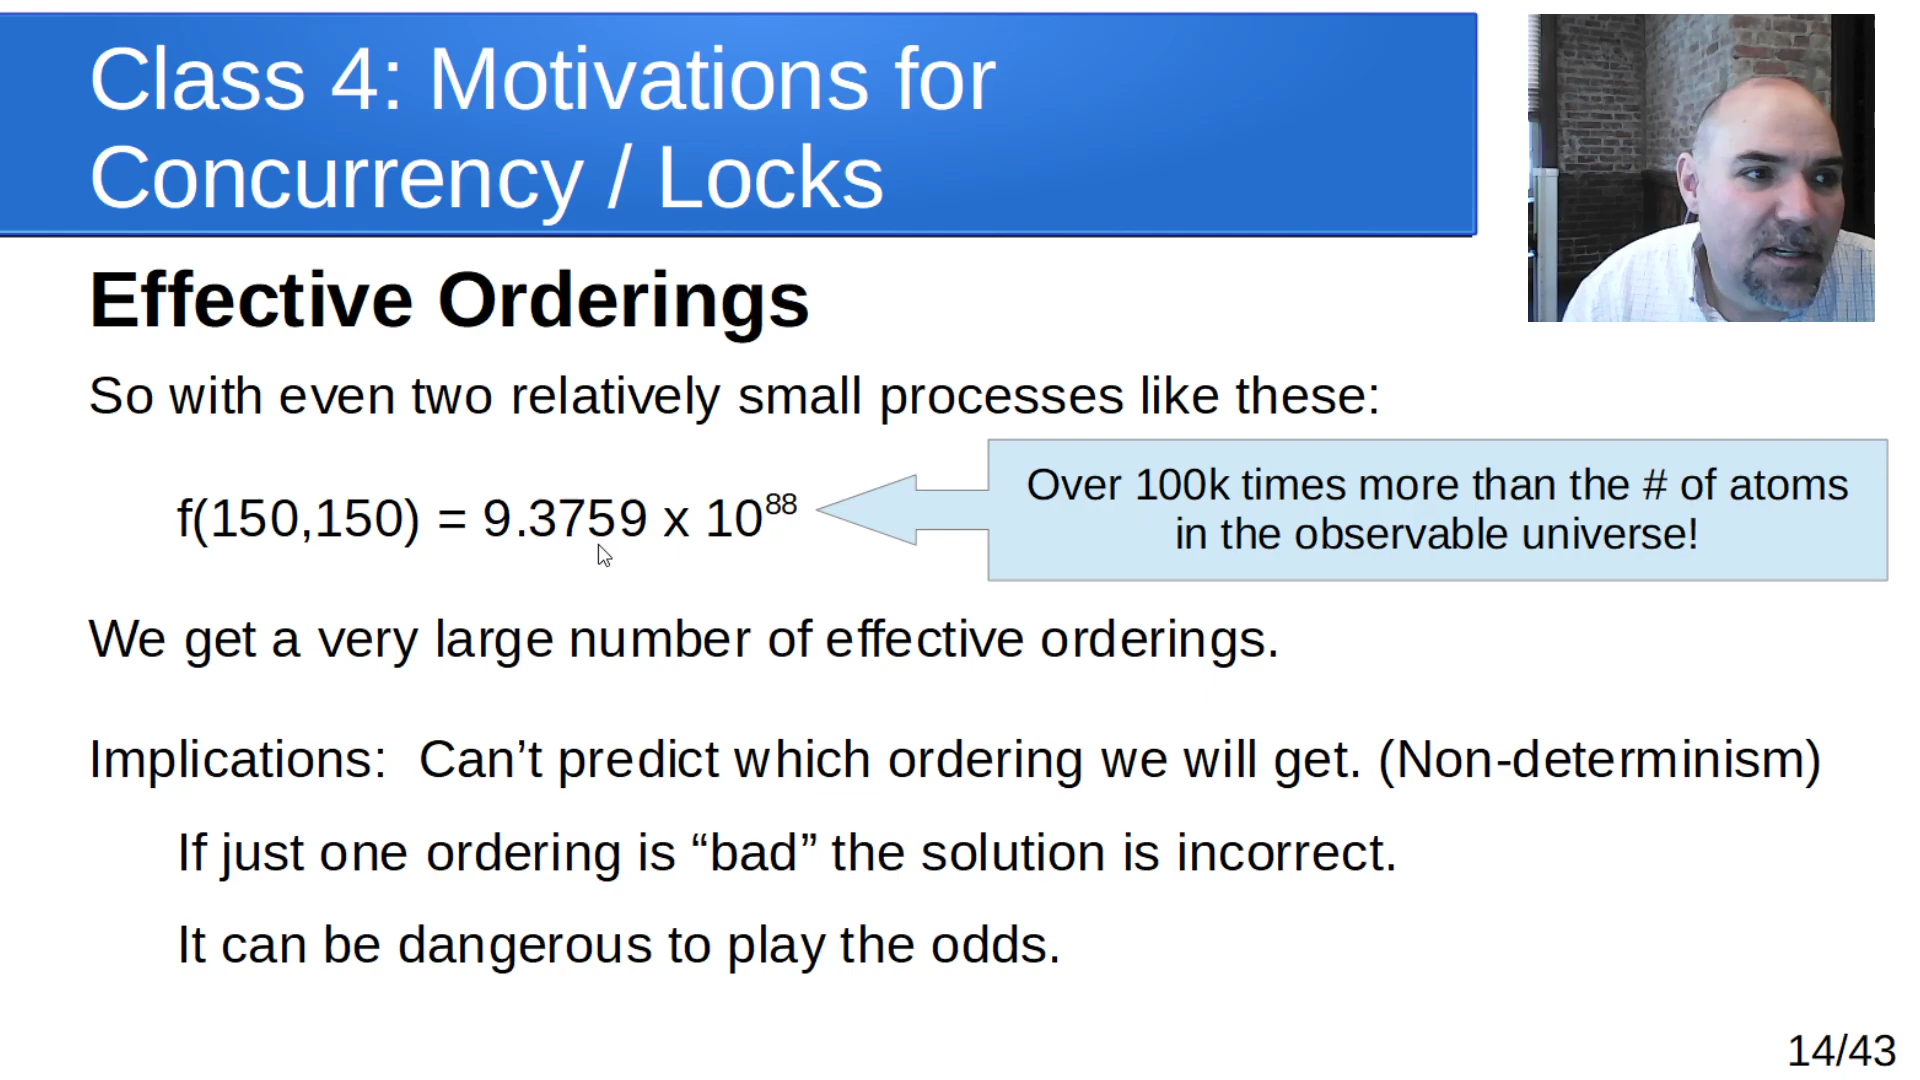 Class 4: Motivations for
Concurrency / Locks
Effective Orderings
So with even two relatively small processes like these:
f(150,150) = 9.3759 x 10⁸⁸
Over 100k times more than the # of atoms
in the observable universe!
We get a very large number of effective orderings.
Implications:  Can’t predict which ordering we will get. (Non-determinism)
If just one ordering is “bad” the solution is incorrect.
It can be dangerous to play the odds.
14/43